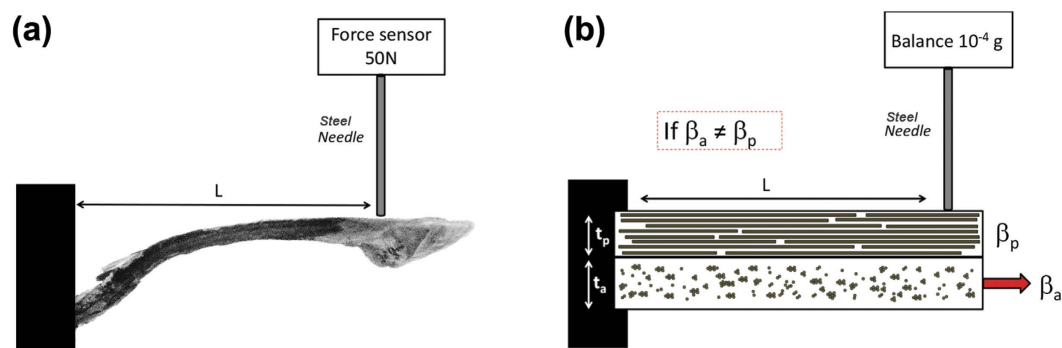 (a)
Force sensor
50N
Steel
Needle
L
(b)
Balance 10⁻⁴ g
Steel
Needle
If βa ≠ βp
L
tp
βp
ta
βa